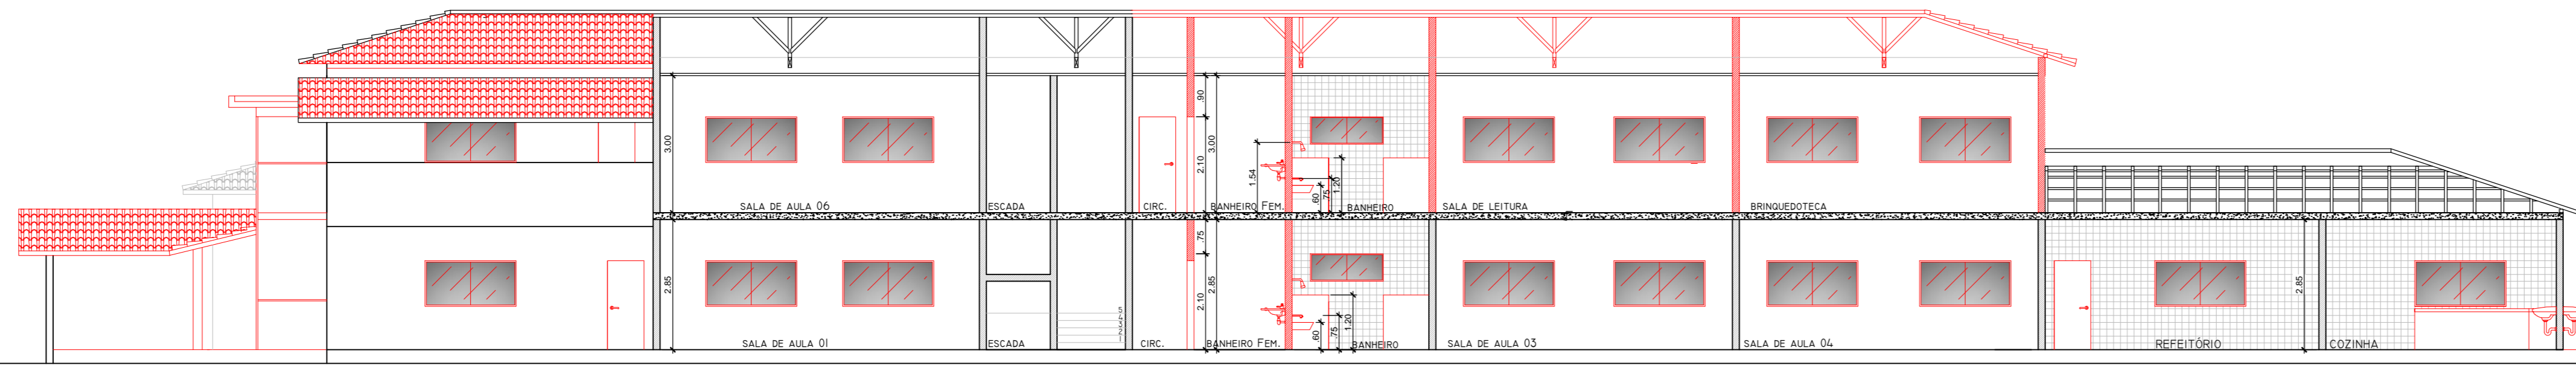 .90
3.00
2.10
3.00
1.54
1.20
.75
.60
SALA DE AULA 06
ESCADA
CIRC.
BANHEIRO FEM.
BANHEIRO
SALA DE LEITURA
BRINQUEDOTECA
.75
2.85
2.10
2.85
2.85
1.20
.75
.60
SALA DE AULA 01
ESCADA
CIRC.
BANHEIRO FEM.
BANHEIRO
SALA DE AULA 03
SALA DE AULA 04
REFEITÓRIO
COZINHA